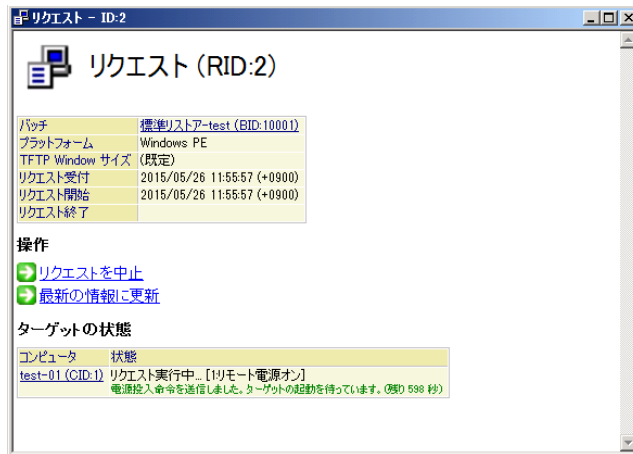 リクエスト - ID:2
リクエスト (RID:2)
バッチ 標準リストア-test (BID:10001)
プラットフォーム Windows PE
TFTP Window サイズ (既定)
リクエスト受付 2015/05/26 11:55:57 (+0900)
リクエスト開始 2015/05/26 11:55:57 (+0900)
リクエスト終了
操作
リクエストを中止
最新の情報に更新
ターゲットの状態
コンピュータ 状態
test-01 (CID:1) リクエスト実行中... [1:リモート電源オン]
電源投入命令を送信しました。ターゲットの起動を待っています。(残り 598 秒)